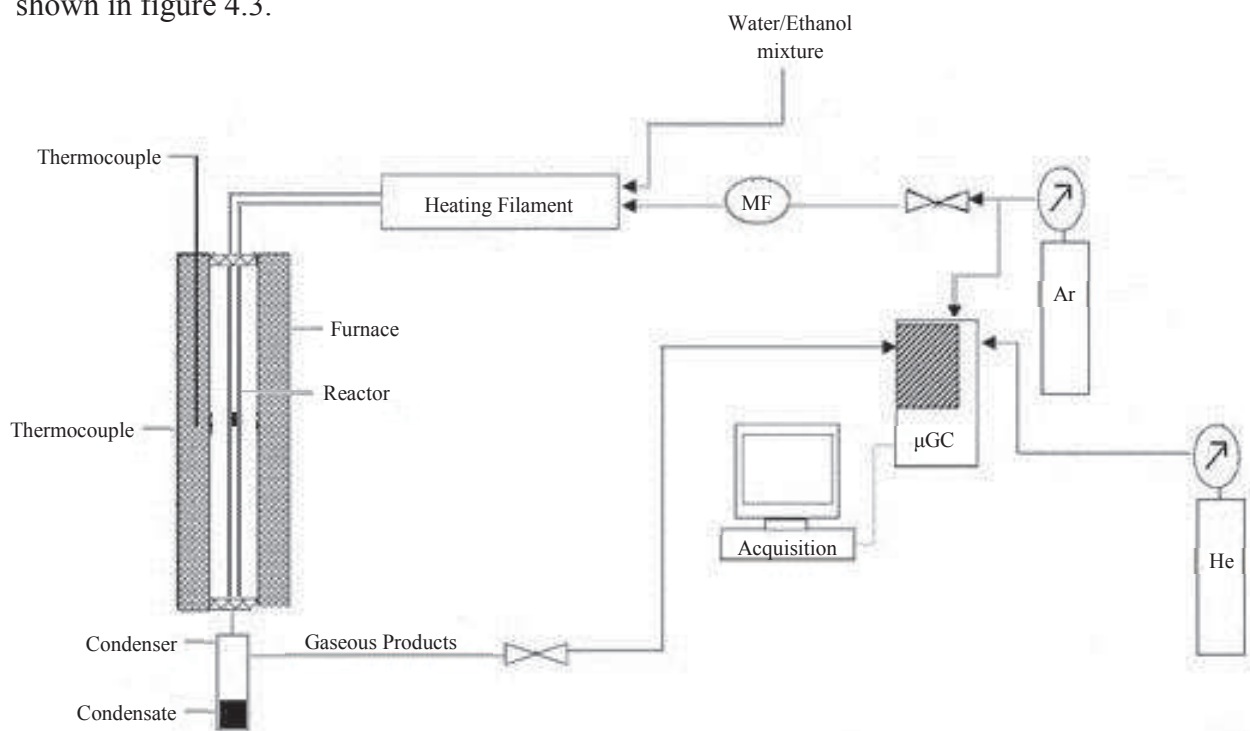 shown in figure 4.3.
Water/Ethanol
mixture
Thermocouple
Heating Filament
MF
Ar
Furnace
Reactor
Thermocouple
μGC
Acquisition
He
Condenser
Gaseous Products
Condensate